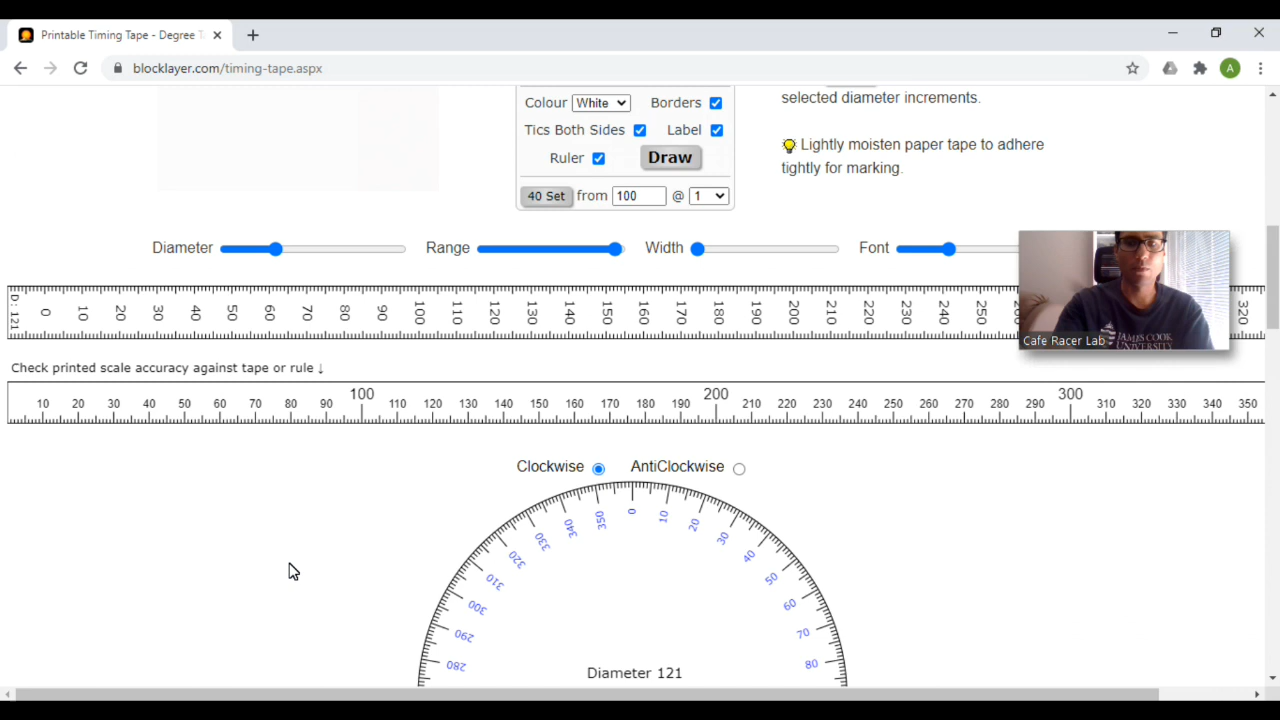 Printable Timing Tape - Degree T
blocklayer.com/timing-tape.aspx
A
Colour White Borders
Tics Both Sides Label
Ruler Draw
40 Set from 100 @ 1
selected diameter increments.
Lightly moisten paper tape to adhere
tightly for marking.
Diameter Range Width Font
D: 121 0 10 20 30 40 50 60 70 80 90 100 110 120 130 140 150 160 170 180 190 200 210 220 230 240 250 320
JAMES COOK
UNIVERSITY
Cafe Racer Lab
Check printed scale accuracy against tape or rule ↓
10 20 30 40 50 60 70 80 90 100 110 120 130 140 150 160 170 180 190 200 210 220 230 240 250 260 270 280 290 300 310 320 330 340 350
Clockwise AntiClockwise
280 290 300 310 320 330 340 350 0 10 20 30 40 50 60 70 80
Diameter 121